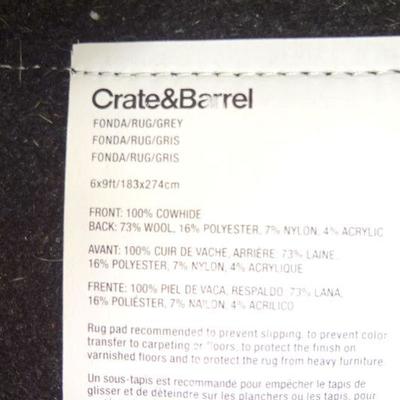 Crate&Barrel
FONDA/RUG/GREY
FONDA/RUG/GRIS
FONDA/RUG/GRIS
6x9ft/183x274cm
FRONT: 100% COWHIDE
BACK: 73% WOOL, 16% POLYESTER, 7% NYLON, 4% ACRYLIC
AVANT: 100% CUIR DE VACHE, ARRIÈRE: 73% LAINE,
16% POLYESTER, 7% NYLON, 4% ACRYLIQUE
FRENTE: 100% PIEL DE VACA, RESPALDO: 73% LANA,
16% POLIÉSTER, 7% NAILON, 4% ACRILICO
Rug pad recommended to prevent slipping, to prevent color
transfer to carpeting or floors, to protect the finish on
varnished floors and to protect the rug from heavy furniture.
Un sous-tapis est recommandé pour empêcher le tapis de
glisser et de déteindre sur les planchers ou les tapis, pour